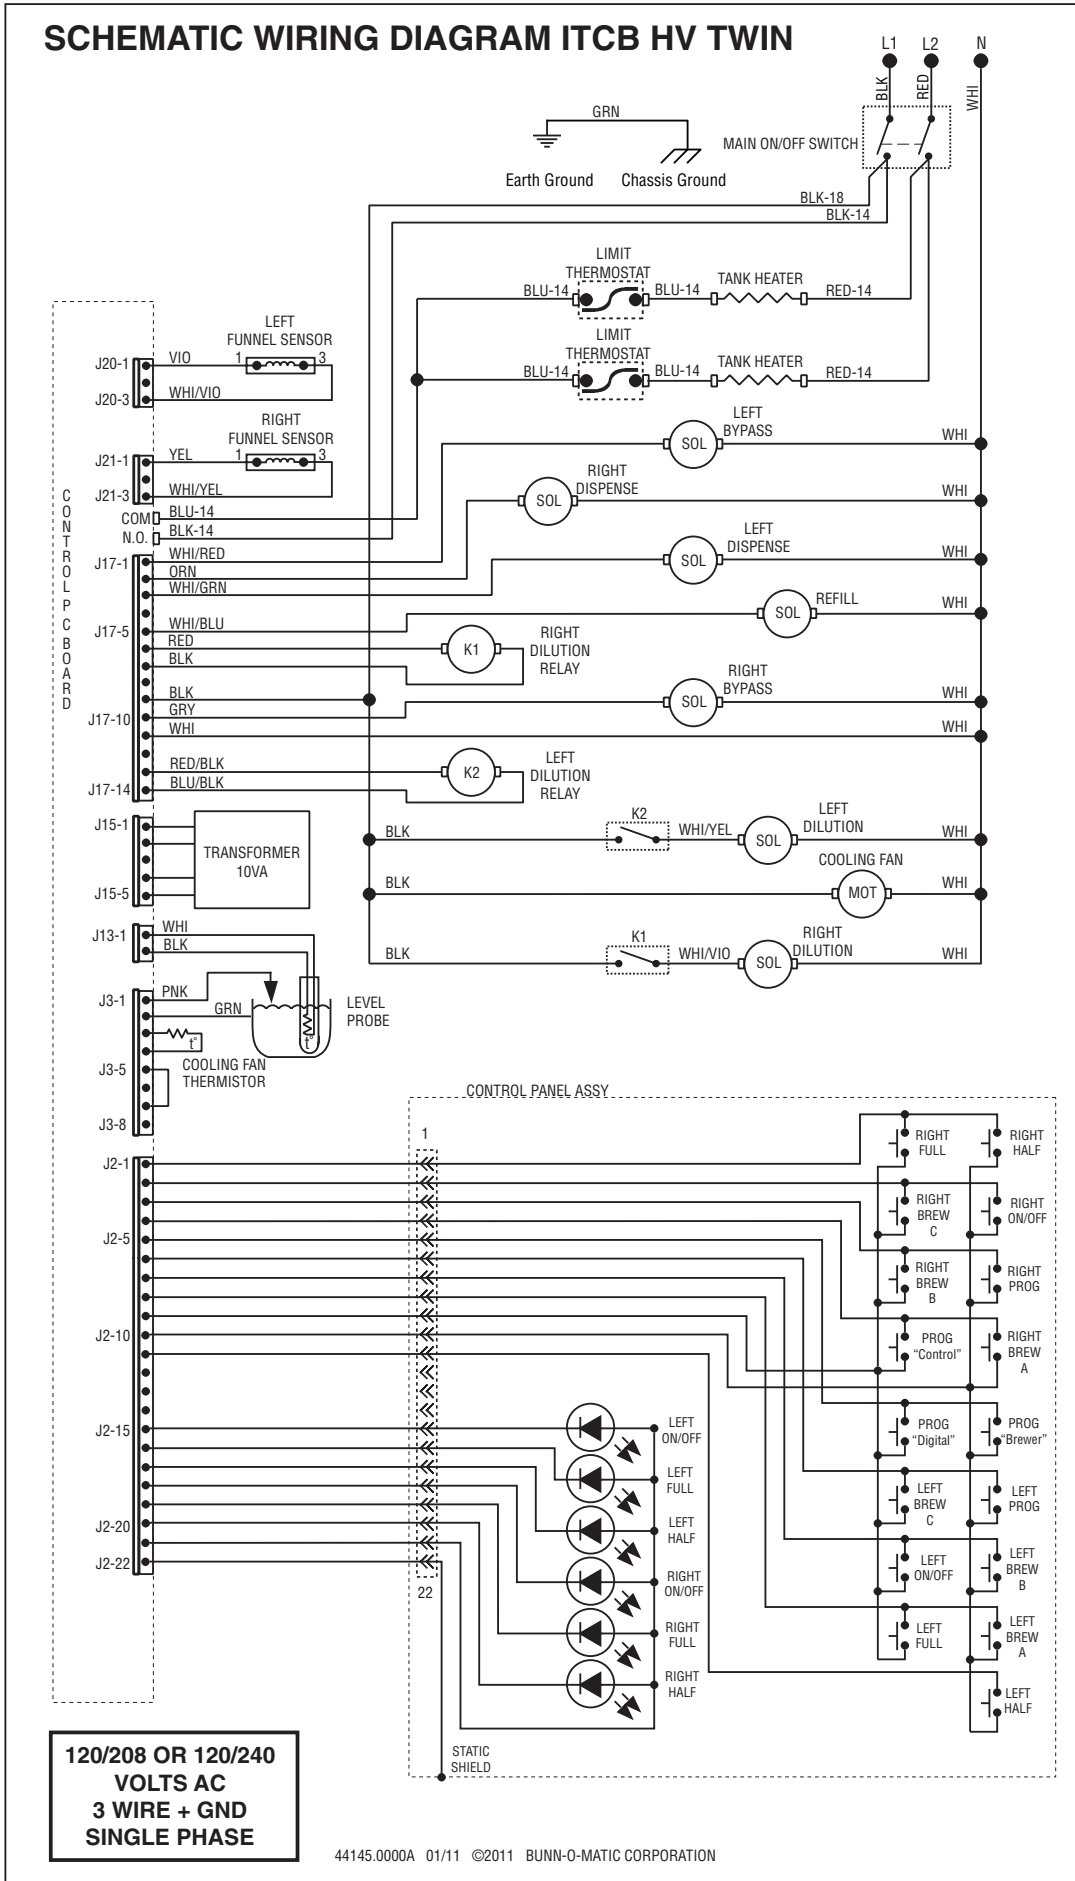 SCHEMATIC WIRING DIAGRAM ITCB HV TWIN
L1 L2 N
BLK
RED
WHI
GRN
MAIN ON/OFF SWITCH
Earth Ground
Chassis Ground
BLK-18
BLK-14
LIMIT
THERMOSTAT
BLU-14
BLU-14
TANK HEATER
RED-14
LIMIT
THERMOSTAT
BLU-14
BLU-14
TANK HEATER
RED-14
CONTROL PC BOARD
LEFT
FUNNEL SENSOR
J20-1
VIO
1
3
J20-3
WHI/VIO
RIGHT
FUNNEL SENSOR
J21-1
YEL
1
3
J21-3
WHI/YEL
COM
BLU-14
N.O.
BLK-14
LEFT
BYPASS
SOL
WHI
RIGHT
DISPENSE
SOL
WHI
LEFT
DISPENSE
SOL
WHI
REFILL
SOL
WHI
J17-1
WHI/RED
ORN
WHI/GRN
J17-5
WHI/BLU
RED
BLK
K1
RIGHT
DILUTION
RELAY
BLK
J17-10
GRY
WHI
RIGHT
BYPASS
SOL
WHI
WHI
RED/BLK
J17-14
BLU/BLK
K2
LEFT
DILUTION
RELAY
J15-1
J15-5
TRANSFORMER
10VA
BLK
K2
WHI/YEL
SOL
LEFT
DILUTION
WHI
COOLING FAN
BLK
MOT
WHI
BLK
K1
WHI/VIO
SOL
RIGHT
DILUTION
WHI
J13-1
WHI
BLK
J3-1
PNK
GRN
LEVEL
PROBE
t°
t°
J3-5
COOLING FAN
THERMISTOR
J3-8
CONTROL PANEL ASSY
1
J2-1
J2-5
J2-10
J2-15
J2-20
J2-22
22
RIGHT
FULL
RIGHT
HALF
RIGHT
BREW
C
RIGHT
ON/OFF
RIGHT
BREW
B
RIGHT
PROG
PROG
“Control”
RIGHT
BREW
A
PROG
“Digital”
PROG
“Brewer”
LEFT
BREW
C
LEFT
PROG
LEFT
ON/OFF
LEFT
BREW
B
LEFT
FULL
LEFT
BREW
A
LEFT
HALF
LEFT
ON/OFF
LEFT
FULL
LEFT
HALF
RIGHT
ON/OFF
RIGHT
FULL
RIGHT
HALF
STATIC
SHIELD
120/208 OR 120/240
VOLTS AC
3 WIRE + GND
SINGLE PHASE
44145.0000A 01/11 ©2011 BUNN-O-MATIC CORPORATION